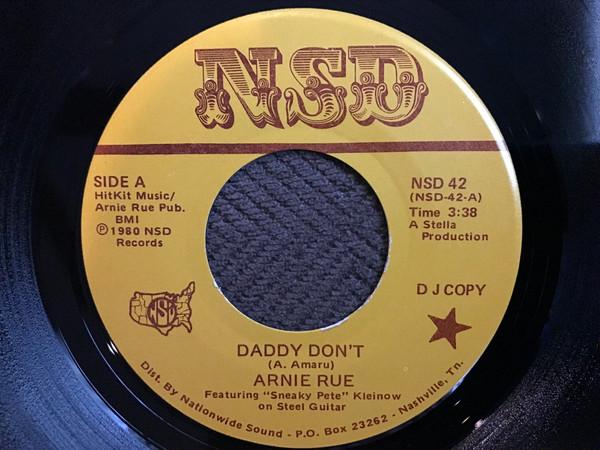 NSD
SIDE A
HitKit Music/
Arnie Rue Pub.
BMI
℗1980 NSD
Records
NSD 42
(NSD-42-A)
Time 3:38
A Stella
Production
D J COPY
NSD
DADDY DON'T
(A. Amaru)
ARNIE RUE
Featuring "Sneaky Pete" Kleinow
on Steel Guitar
Dist. By Nationwide Sound - P.O. Box 23262 - Nashville, Tn.